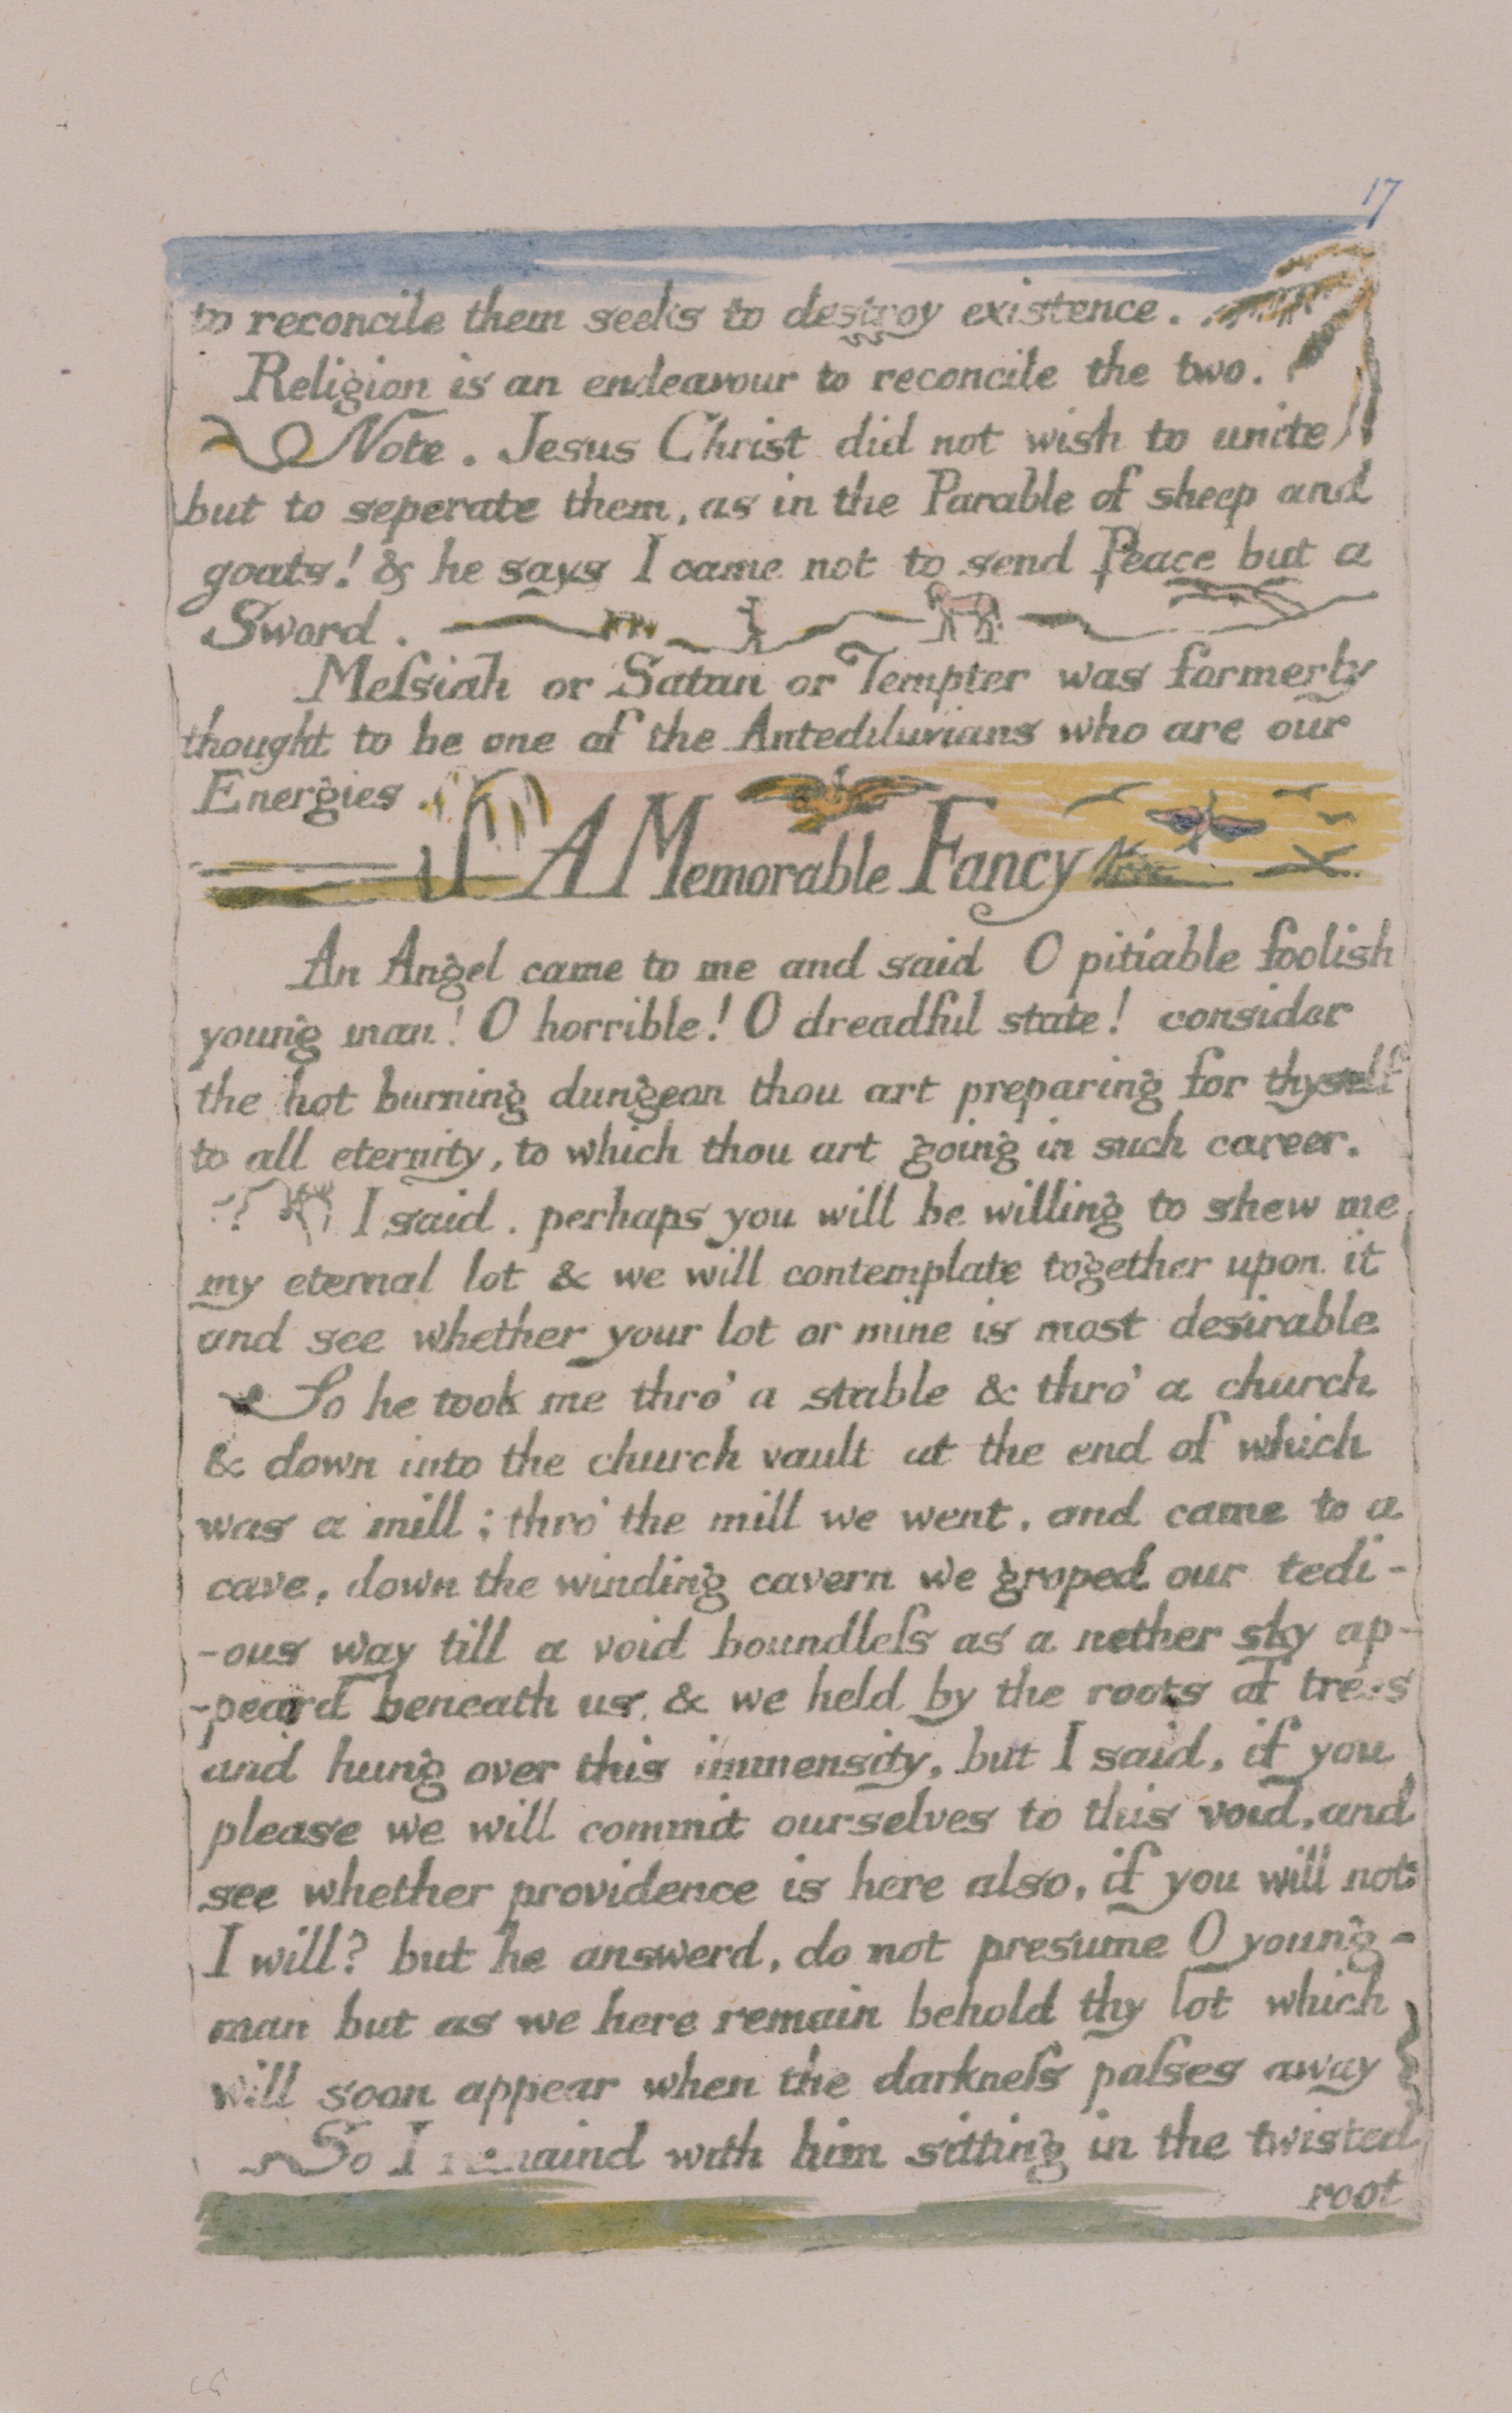 17
to reconcile them seeks to destroy existence.
Religion is an endeavour to reconcile the two.
Note. Jesus Christ did not wish to unite
but to seperate them, as in the Parable of sheep and
goats! & he says I came not to send Peace but a
Sword.
Meſsiah or Satan or Tempter was formerly
thought to be one of the Antediluvians who are our
Energies.
A Memorable Fancy
An Angel came to me and said O pitiable foolish
young man! O horrible! O dreadful state! consider
the hot burning dungeon thou art preparing for thyself
to all eternity, to which thou art going in such career.
I said. perhaps you will be willing to shew me
my eternal lot & we will contemplate together upon it
and see whether your lot or mine is most desirable
So he took me thro' a stable & thro' a church
& down into the church vault at the end of which
was a mill; thro' the mill we went, and came to a
cave, down the winding cavern we groped our tedi-
-ous way till a void boundleſs as a nether sky ap-
-peard beneath us, & we held by the roots of trees
and hung over this immensity, but I said, if you
please we will commit ourselves to this void, and
see whether providence is here also, if you will not
I will? but he answerd, do not presume O young-
man but as we here remain behold thy lot which
will soon appear when the darkneſs paſses away
So I remaind with him sitting in the twisted
root